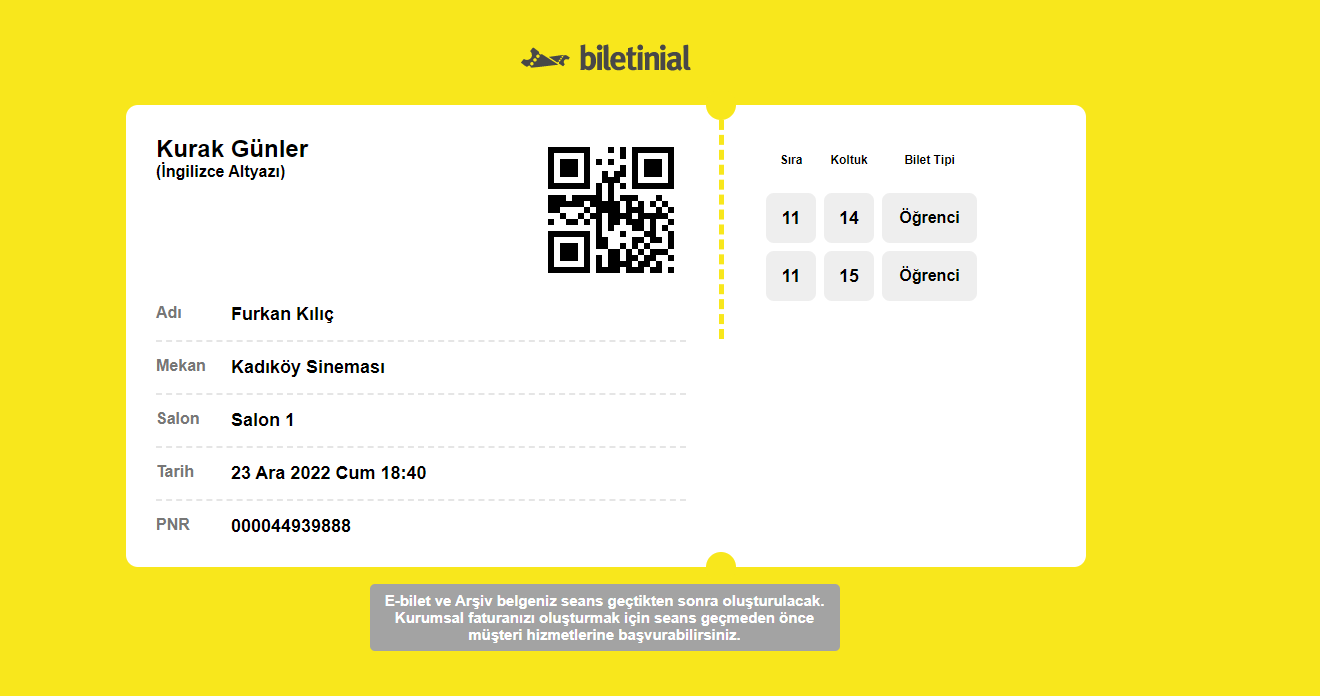 biletinial
Kurak Günler
(İngilizce Altyazı)
Adı Furkan Kılıç
Mekan Kadıköy Sineması
Salon Salon 1
Tarih 23 Ara 2022 Cum 18:40
PNR 000044939888
Sıra Koltuk Bilet Tipi
11 14 Öğrenci
11 15 Öğrenci
E-bilet ve Arşiv belgeniz seans geçtikten sonra oluşturulacak.
Kurumsal faturanızı oluşturmak için seans geçmeden önce
müşteri hizmetlerine başvurabilirsiniz.